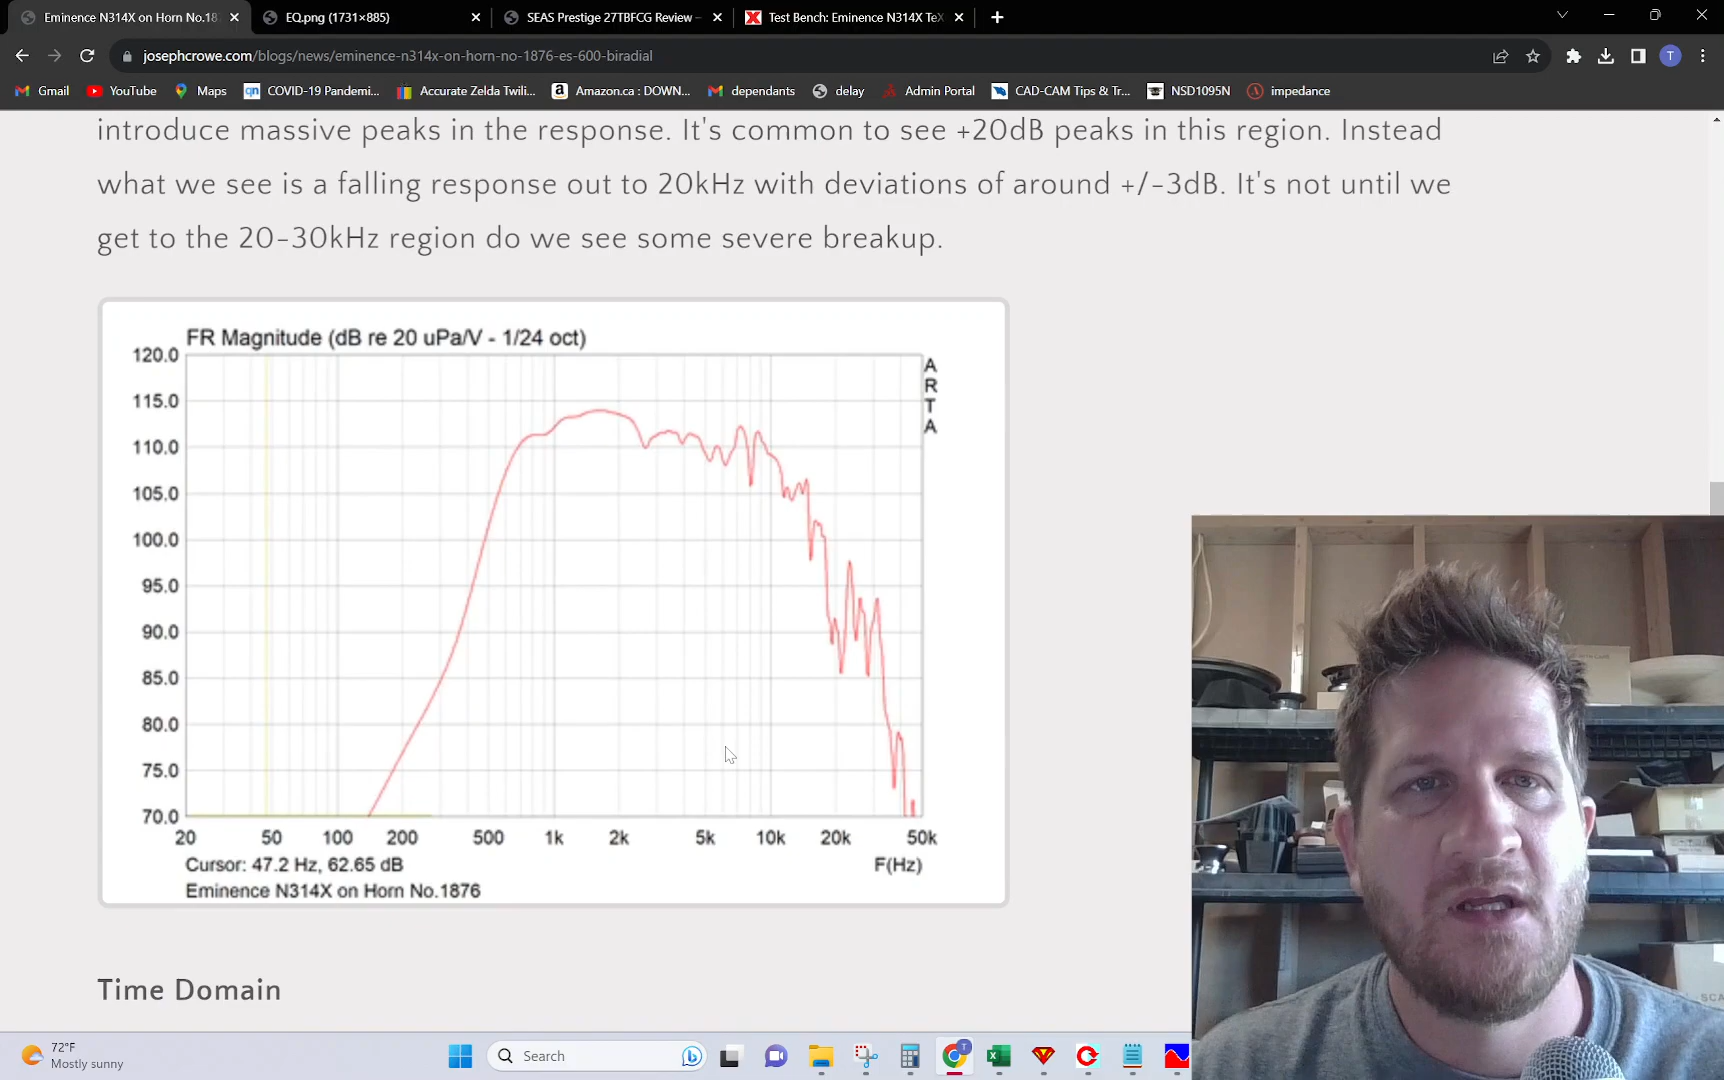 Eminence N314X on Horn No.187
EQ.png (1731×885)
SEAS Prestige 27TBFCG Review –
Test Bench: Eminence N314X TeX
josephcrowe.com/blogs/news/eminence-n314x-on-horn-no-1876-es-600-biradial
T
Gmail
YouTube
Maps
qn
COVID-19 Pandemi...
Accurate Zelda Twili...
Amazon.ca : DOWN...
dependants
delay
Admin Portal
CAD-CAM Tips & Tr...
NSD1095N
impedance
introduce massive peaks in the response. It's common to see +20dB peaks in this region. Instead
what we see is a falling response out to 20kHz with deviations of around +/-3dB. It's not until we
get to the 20-30kHz region do we see some severe breakup.
FR Magnitude (dB re 20 uPa/V - 1/24 oct)
120.0
115.0
110.0
105.0
100.0
95.0
90.0
85.0
80.0
75.0
70.0
A
R
T
A
20 50 100 200 500 1k 2k 5k 10k 20k 50k
Cursor: 47.2 Hz, 62.65 dB F(Hz)
Eminence N314X on Horn No.1876
Time Domain
72°F
Mostly sunny
Search
T